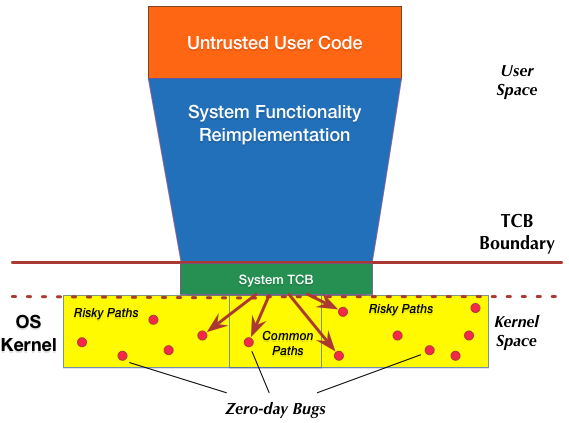 Untrusted User Code
System Functionality
Reimplementation
User
Space
TCB
Boundary
System TCB
Risky Paths
Risky Paths
OS
Kernel
Common
Paths
Kernel
Space
Zero-day Bugs